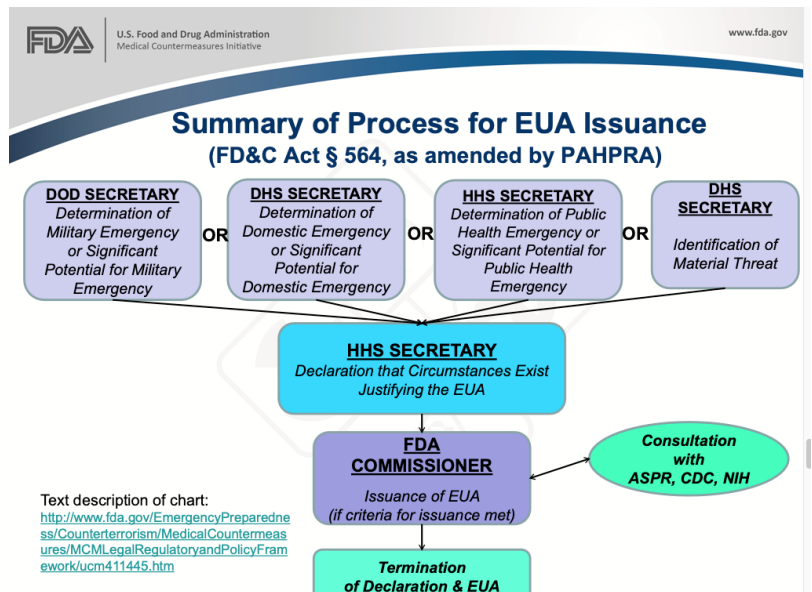 FDA
U.S. Food and Drug Administration
Medical Countermeasures Initiative
www.fda.gov
Summary of Process for EUA Issuance
(FD&C Act § 564, as amended by PAHPRA)
DOD SECRETARY
Determination of
Military Emergency
or Significant
Potential for Military
Emergency
OR
DHS SECRETARY
Determination of
Domestic Emergency
or Significant
Potential for
Domestic Emergency
OR
HHS SECRETARY
Determination of Public
Health Emergency or
Significant Potential for
Public Health
Emergency
OR
DHS
SECRETARY
Identification of
Material Threat
HHS SECRETARY
Declaration that Circumstances Exist
Justifying the EUA
FDA
COMMISSIONER
Issuance of EUA
(if criteria for issuance met)
Consultation
with
ASPR, CDC, NIH
Text description of chart:
http://www.fda.gov/EmergencyPreparedne
ss/Counterterrorism/MedicalCountermeas
ures/MCMLegalRegulatoryandPolicyFram
ework/ucm411445.htm
Termination
of Declaration & EUA